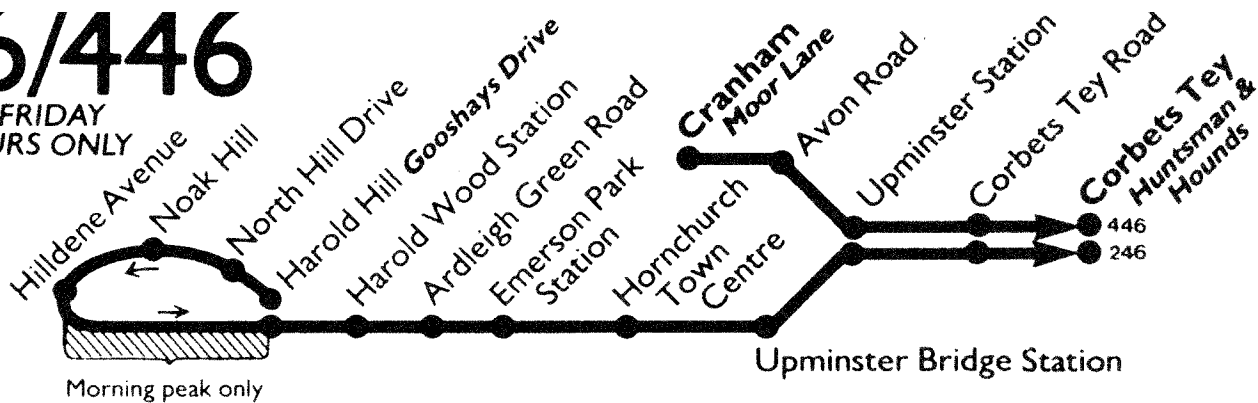 6/446
FRIDAY
URS ONLY
Hilldene Avenue
Noak Hill
North Hill Drive
Harold Hill Gooshays Drive
Harold Wood Station
Ardleigh Green Road
Emerson Park
Station
Hornchurch
Town
Centre
Cranham
Moor Lane
Avon Road
Upminster Station
Corbets Tey Road
Corbets Tey
Huntsman &
Hounds
446
246
Upminster Bridge Station
Morning peak only